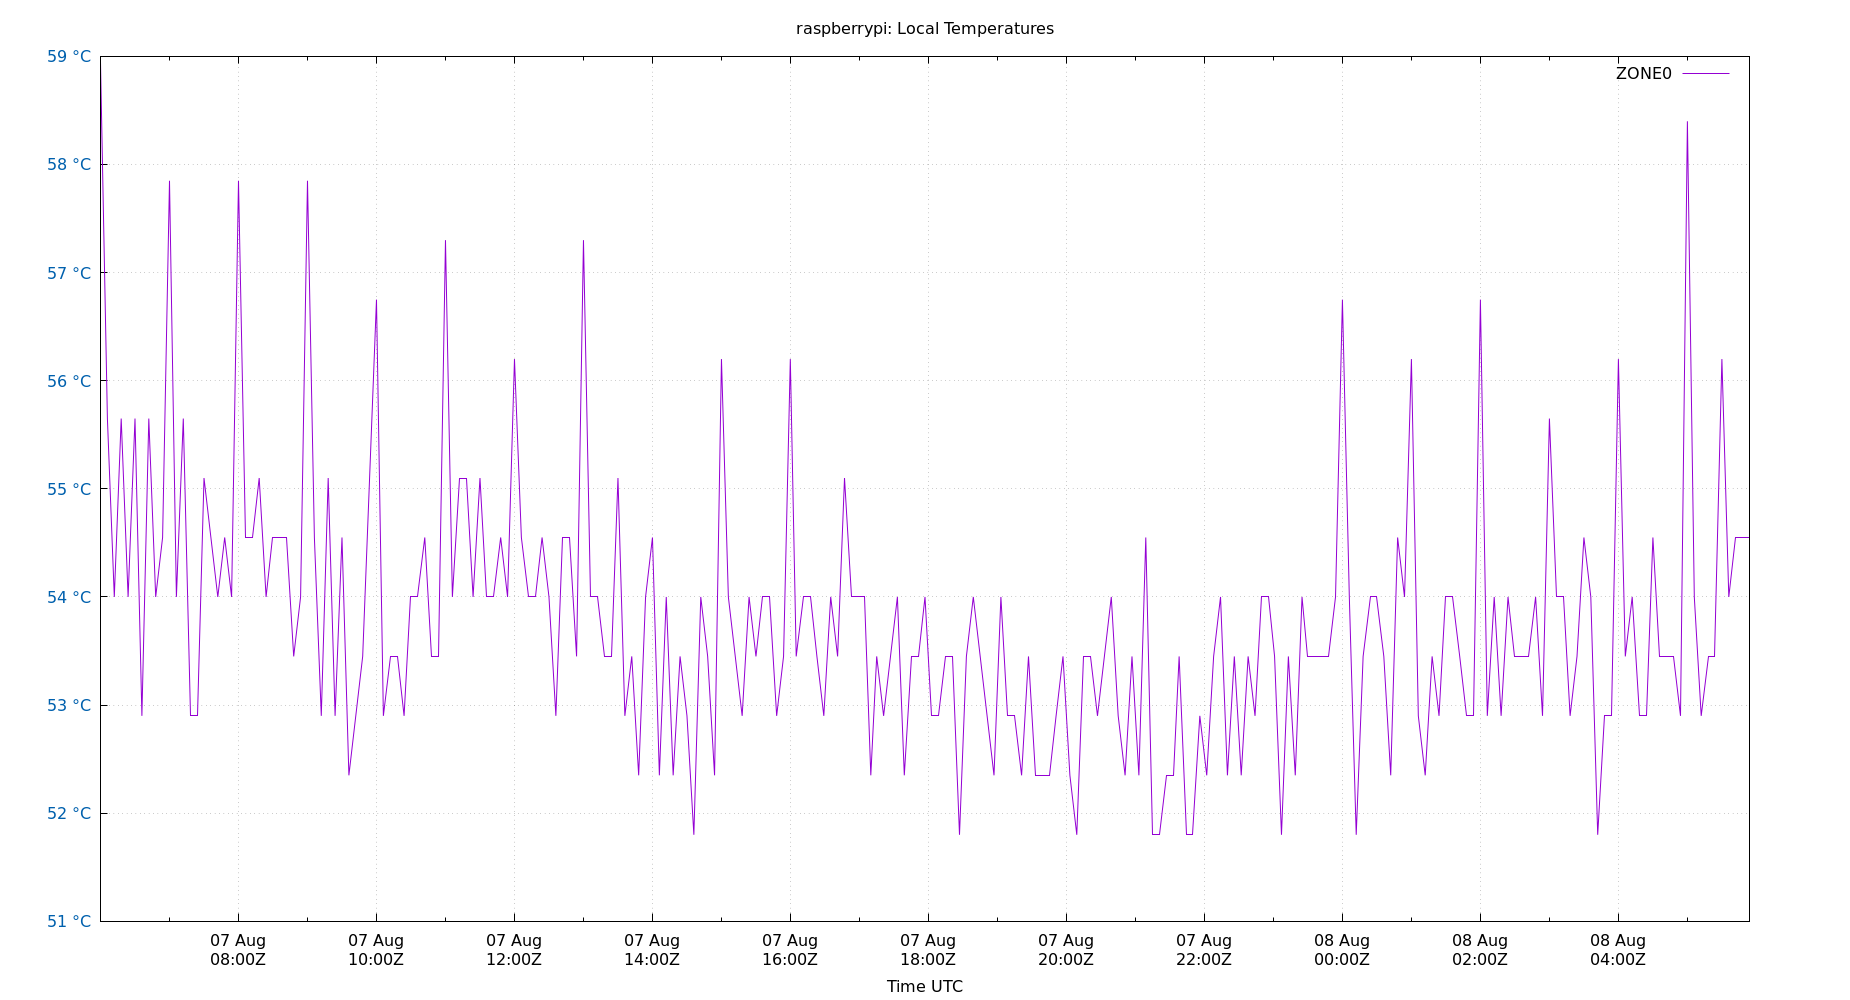 raspberrypi: Local Temperatures
59 °C
ZONE0
58 °C
57 °C
56 °C
55 °C
54 °C
53 °C
52 °C
51 °C
07 Aug 07 Aug 07 Aug 07 Aug 07 Aug 07 Aug 07 Aug 07 Aug 08 Aug 08 Aug 08 Aug
08:00Z 10:00Z 12:00Z 14:00Z 16:00Z 18:00Z 20:00Z 22:00Z 00:00Z 02:00Z 04:00Z
Time UTC